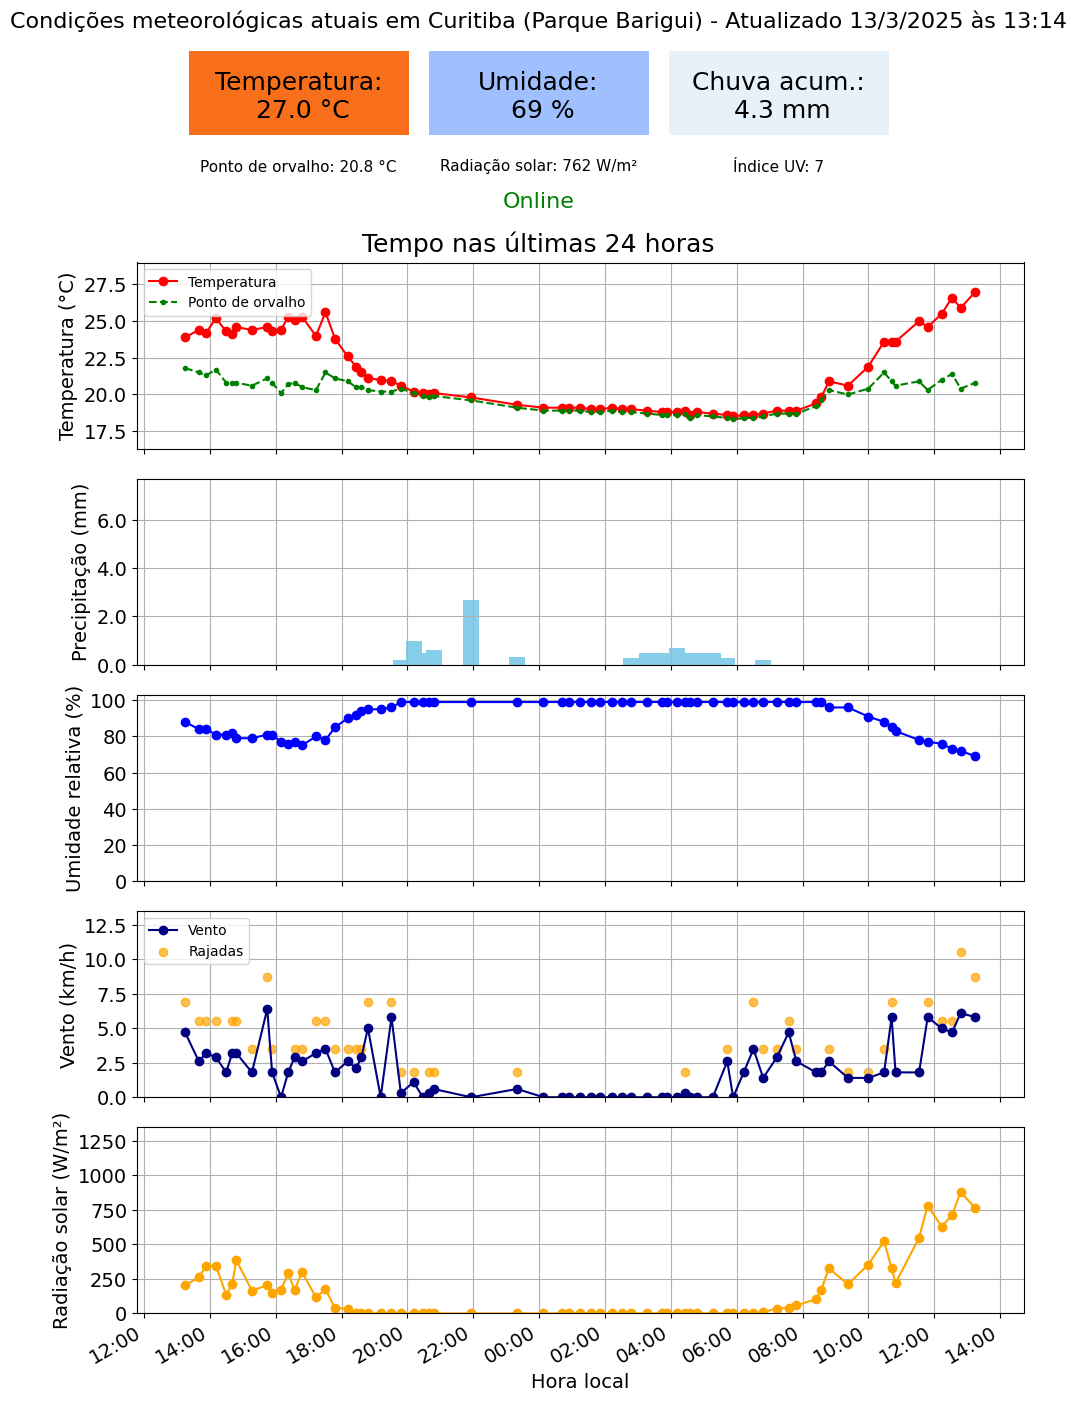 Condições meteorológicas atuais em Curitiba (Parque Barigui) - Atualizado 13/3/2025 às 13:14
Temperatura:
27.0 °C
Umidade:
69 %
Chuva acum.:
4.3 mm
Ponto de orvalho: 20.8 °C
Radiação solar: 762 W/m²
Índice UV: 7
Online
Tempo nas últimas 24 horas
Temperatura (°C)
27.5
25.0
22.5
20.0
17.5
Temperatura
Ponto de orvalho
Precipitação (mm)
6.0
4.0
2.0
0.0
Umidade relativa (%)
100
80
60
40
20
0
Vento (km/h)
12.5
10.0
7.5
5.0
2.5
0.0
Vento
Rajadas
Radiação solar (W/m²)
1250
1000
750
500
250
0
12:00
14:00
16:00
18:00
20:00
22:00
00:00
02:00
04:00
06:00
08:00
10:00
12:00
14:00
Hora local